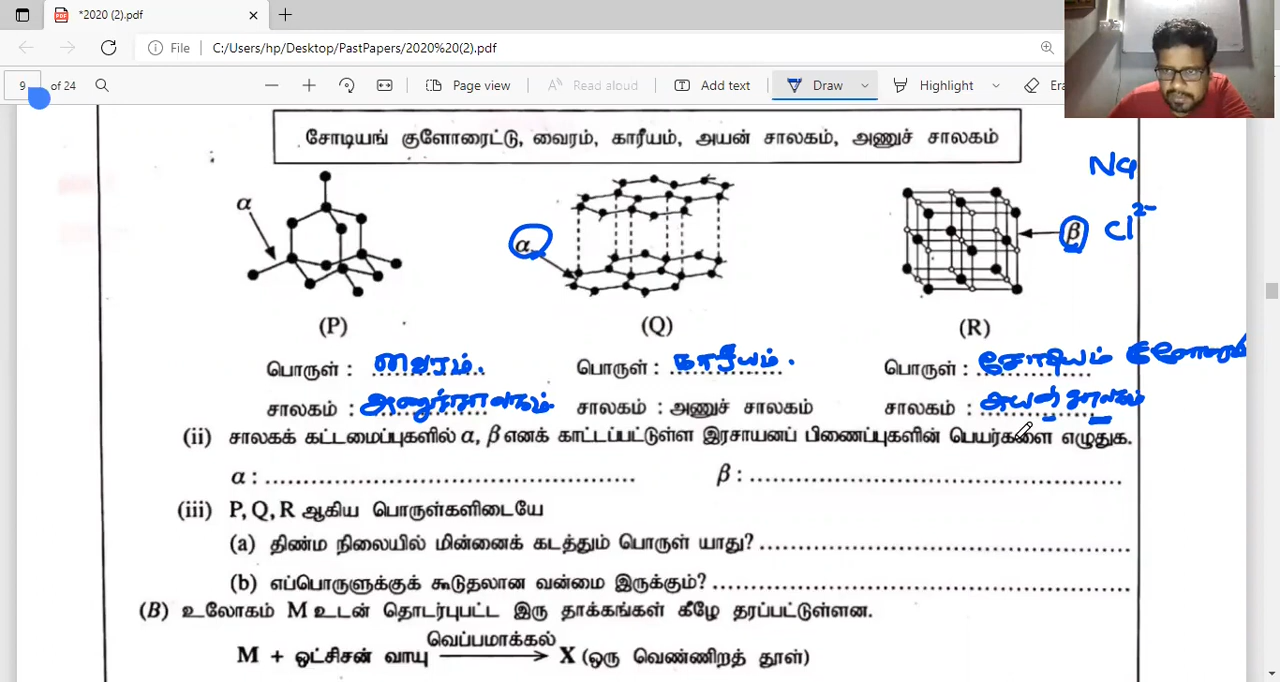 *2020 (2).pdf
File C:/Users/hp/Desktop/PastPapers/2020%20(2).pdf
9 of 24 Page view Read aloud Add text Draw Highlight
சோடியங் குளோரைட்டு, வைரம், காரீயம், அயன் சாலகம், அணுச் சாலகம்
Na
α α β Cl²⁻
(P) (Q) (R)
பொருள் : வைரம். பொருள் : காரீயம். பொருள் : சோடியம்
சாலகம் : அணுச்சாலகம் சாலகம் : அணுச் சாலகம் சாலகம் : அயன் சாலகம்
(ii) சாலகக் கட்டமைப்புகளில் α, β எனக் காட்டப்பட்டுள்ள இரசாயனப் பிணைப்புகளின் பெயர்களை எழுதுக.
α : ........................................ β : ........................................
(iii) P, Q, R ஆகிய பொருள்களிடையே
(a) திண்ம நிலையில் மின்னைக் கடத்தும் பொருள் யாது? ........................................
(b) எப்பொருளுக்குக் கூடுதலான வன்மை இருக்கும்? ........................................
(B) உலோகம் M உடன் தொடர்புபட்ட இரு தாக்கங்கள் கீழே தரப்பட்டுள்ளன.
வெப்பமாக்கல்
M + ஒட்சிசன் வாயு ⟶ X (ஒரு வெண்ணிறத் தூள்)